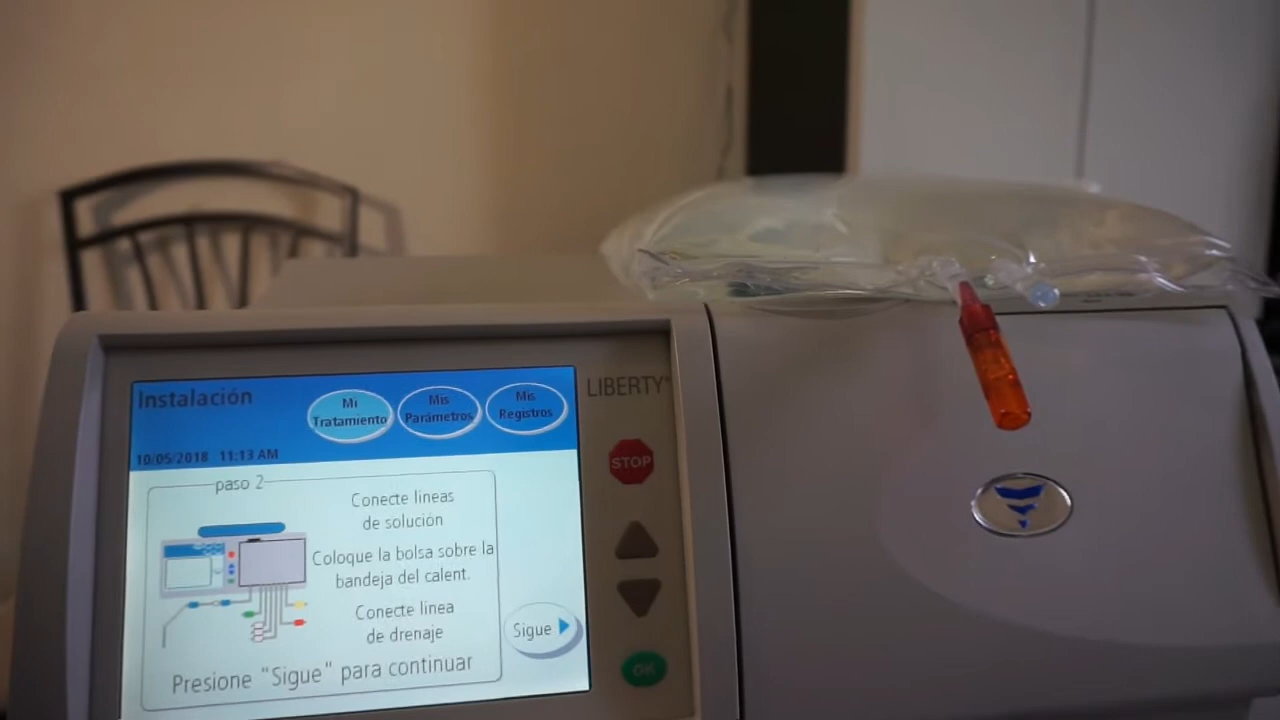 Instalación
Mi
Tratamiento
Mis
Parámetros
Mis
Registros
LIBERTY
10/05/2018 11:13 AM
STOP
paso 2
Conecte lineas
de solución
Coloque la bolsa sobre la
bandeja del calent.
Conecte línea
de drenaje
Sigue
Presione "Sigue" para continuar
OK